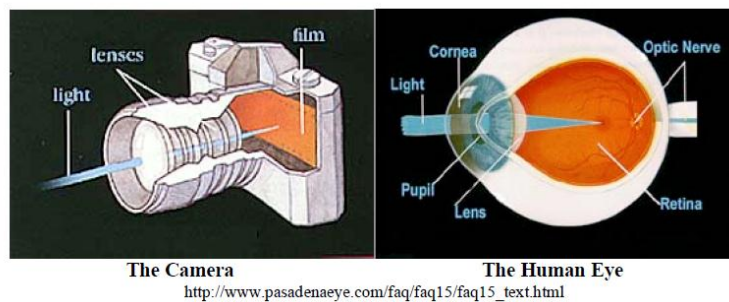 film
lenses
light
Cornea
Optic Nerve
Light
Pupil
Lens
Retina
The Camera
The Human Eye
http://www.pasadenaeye.com/faq/faq15/faq15_text.html